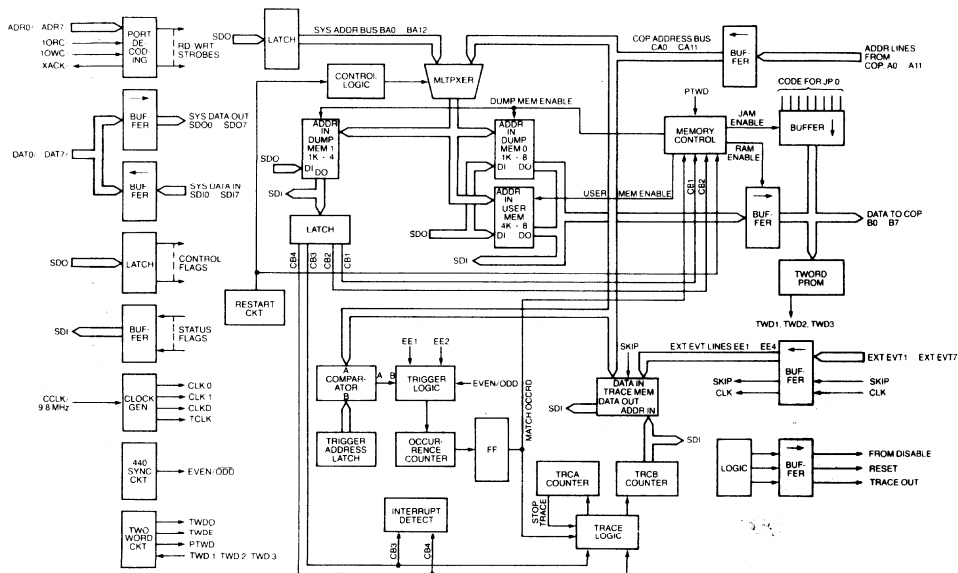 ADR0/ ADR7/
1ORC/
1OWC/
XACK/
PORT
DE-
COD-
ING
RD/WRT
STROBES
SDO
LATCH
SYS ADDR BUS BA0 BA12
COP ADDRESS BUS
CA0 CA11
BUF-
FER
ADDR LINES
FROM
COP A0 A11
CONTROL
LOGIC
MLTPXER
DUMP MEM ENABLE
PTWD
CODE FOR JP 0
JAM
ENABLE
BUFFER
MEMORY
CONTROL
RAM
ENABLE
DAT0/ DAT7/
BUF-
FER
SYS DATA OUT
SDO0 SDO7
BUF-
FER
SYS DATA IN
SDI0 SDI7
ADDR
IN
DUMP
MEM 1
1K - 4
DI
DO
SDO
SDI
ADDR
IN
DUMP
MEM 0
1K - 8
DI DO
ADDR
IN
USER
MEM
4K - 8
DI DO
SDO
SDI
USER MEM ENABLE
CB1
CB2
BUF-
FER
DATA TO COP
B0 B7
LATCH
CB4
CB3
CB2
CB1
SDO
LATCH
CONTROL
FLAGS
RESTART
CKT
TWORD
PROM
TWD1, TWD2, TWD3
SDI
BUF-
FER
STATUS
FLAGS
EE1 EE2
A
COMPAR-
ATOR
B
A B
TRIGGER
LOGIC
EVEN/ODD
SKIP
EXT EVT LINES EE1 EE4
BUF-
FER
EXT EVT1 EXT EVT7
SKIP
CLK
SKIP
CLK
DATA IN
TRACE MEM
DATA OUT
ADDR IN
SDI
SDI
CCLK/
9.8 MHz
CLOCK
GEN
CLK 0
CLK 1
CLKD
TCLK
TRIGGER
ADDRESS
LATCH
OCCUR-
RENCE
COUNTER
FF
MATCH OCCRD
440
SYNC
CKT
EVEN/ODD
TRCA
COUNTER
TRCB
COUNTER
LOGIC
BUF-
FER
FROM DISABLE
RESET
TRACE OUT
INTERRUPT
DETECT
CB3
CB4
STOP
TRACE
TRACE
LOGIC
TWO
WORD
CKT
TWDO
TWDE
PTWD
TWD 1 TWD 2 TWD 3